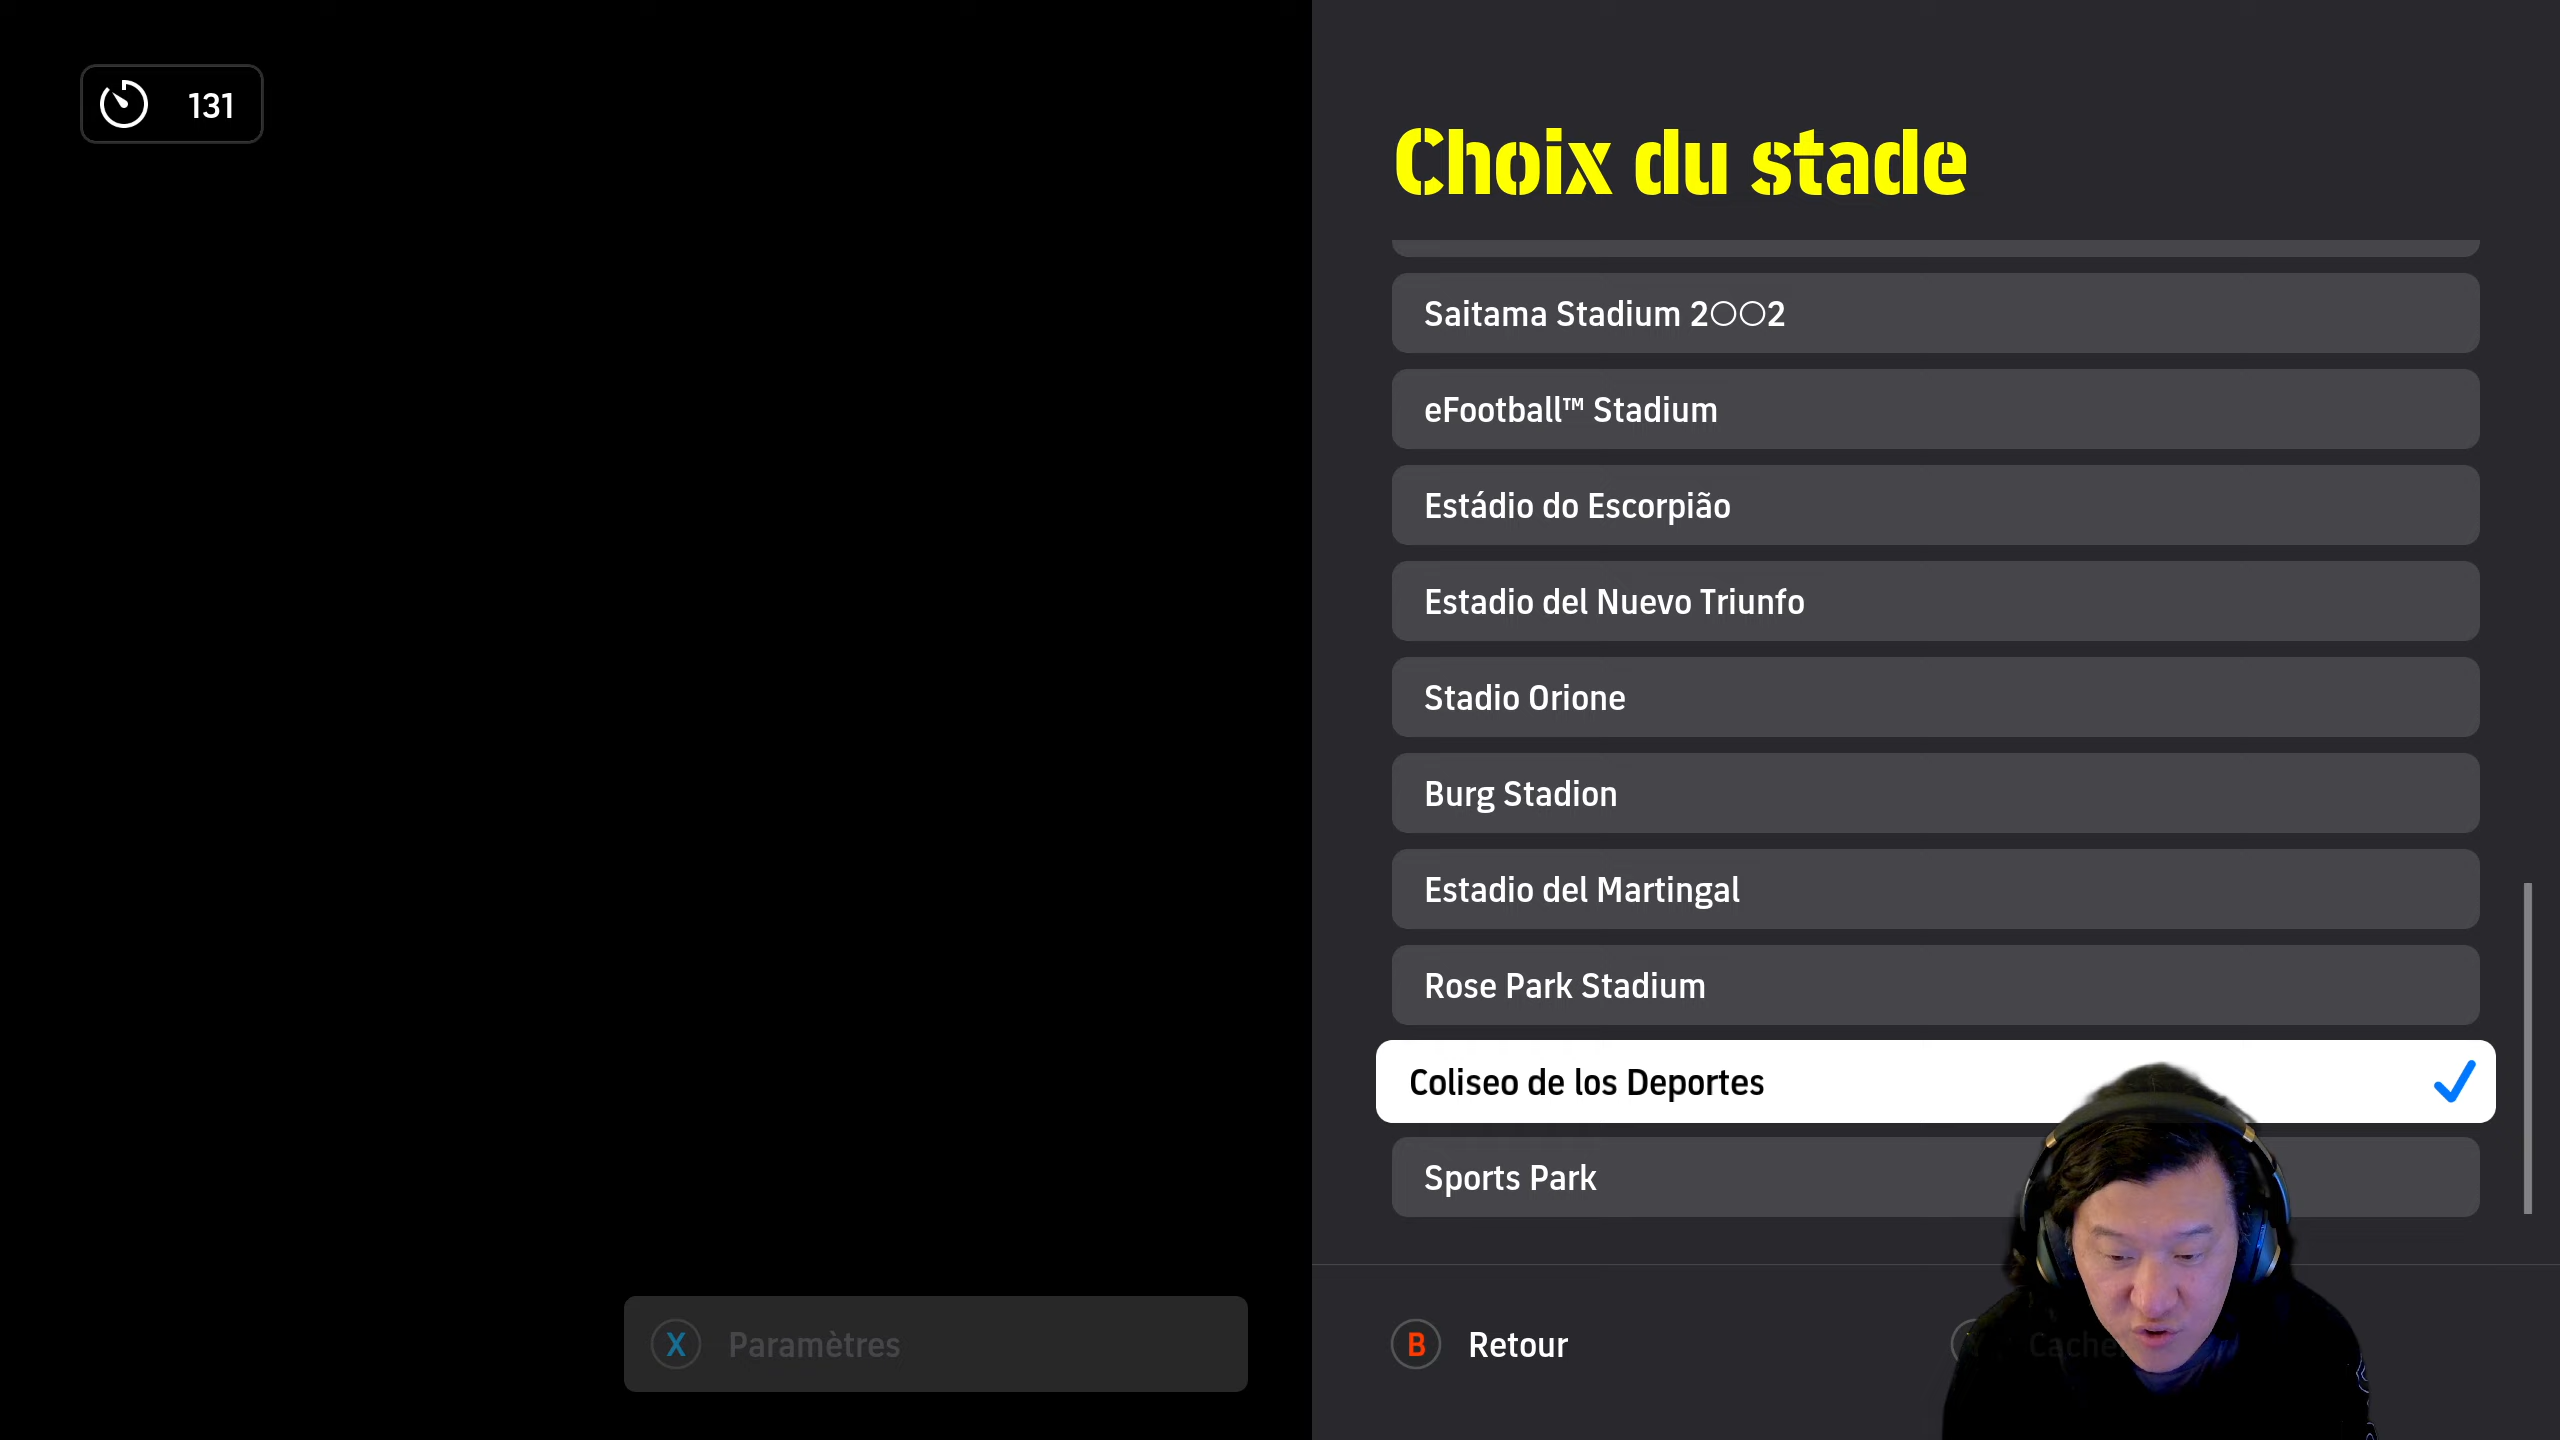 131
Choix du stade
Saitama Stadium 2○○2
eFootball™ Stadium
Estádio do Escorpião
Estadio del Nuevo Triunfo
Stadio Orione
Burg Stadion
Estadio del Martingal
Rose Park Stadium
Coliseo de los Deportes
Sports Park
X Paramètres
B Retour